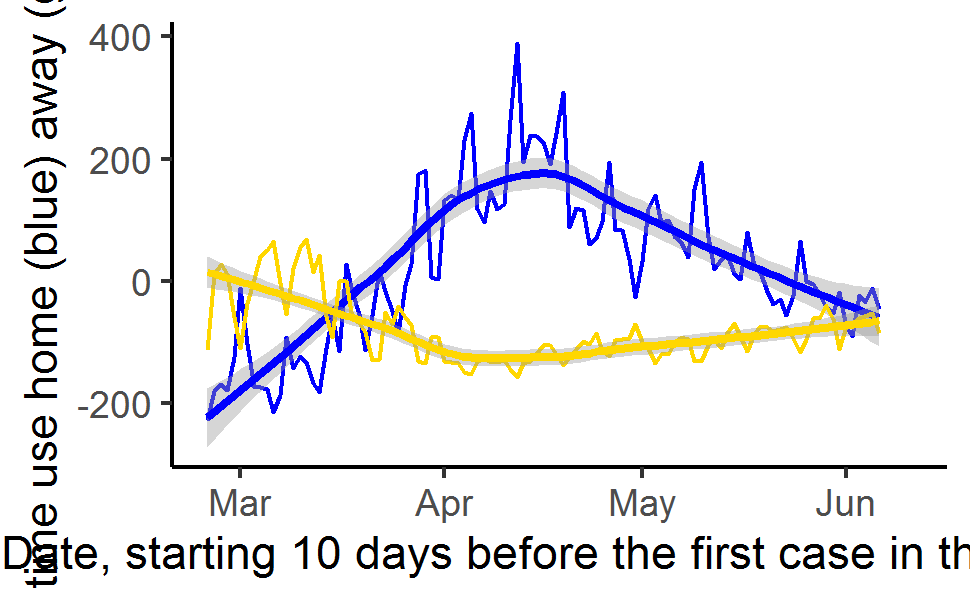 400
200
0
-200
time use home (blue) away (
Mar Apr May Jun
Date, starting 10 days before the first case in th